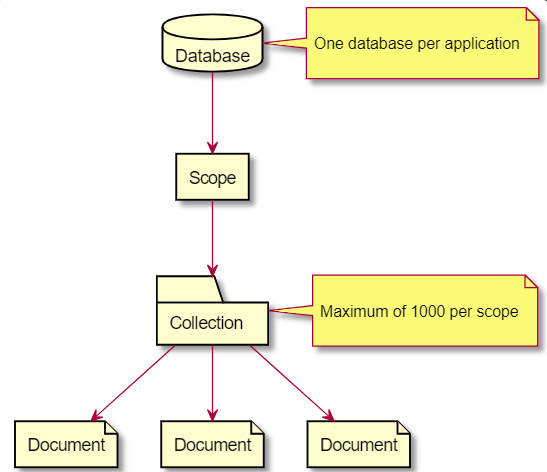 Database
One database per application
Scope
Collection
Maximum of 1000 per scope
Document
Document
Document